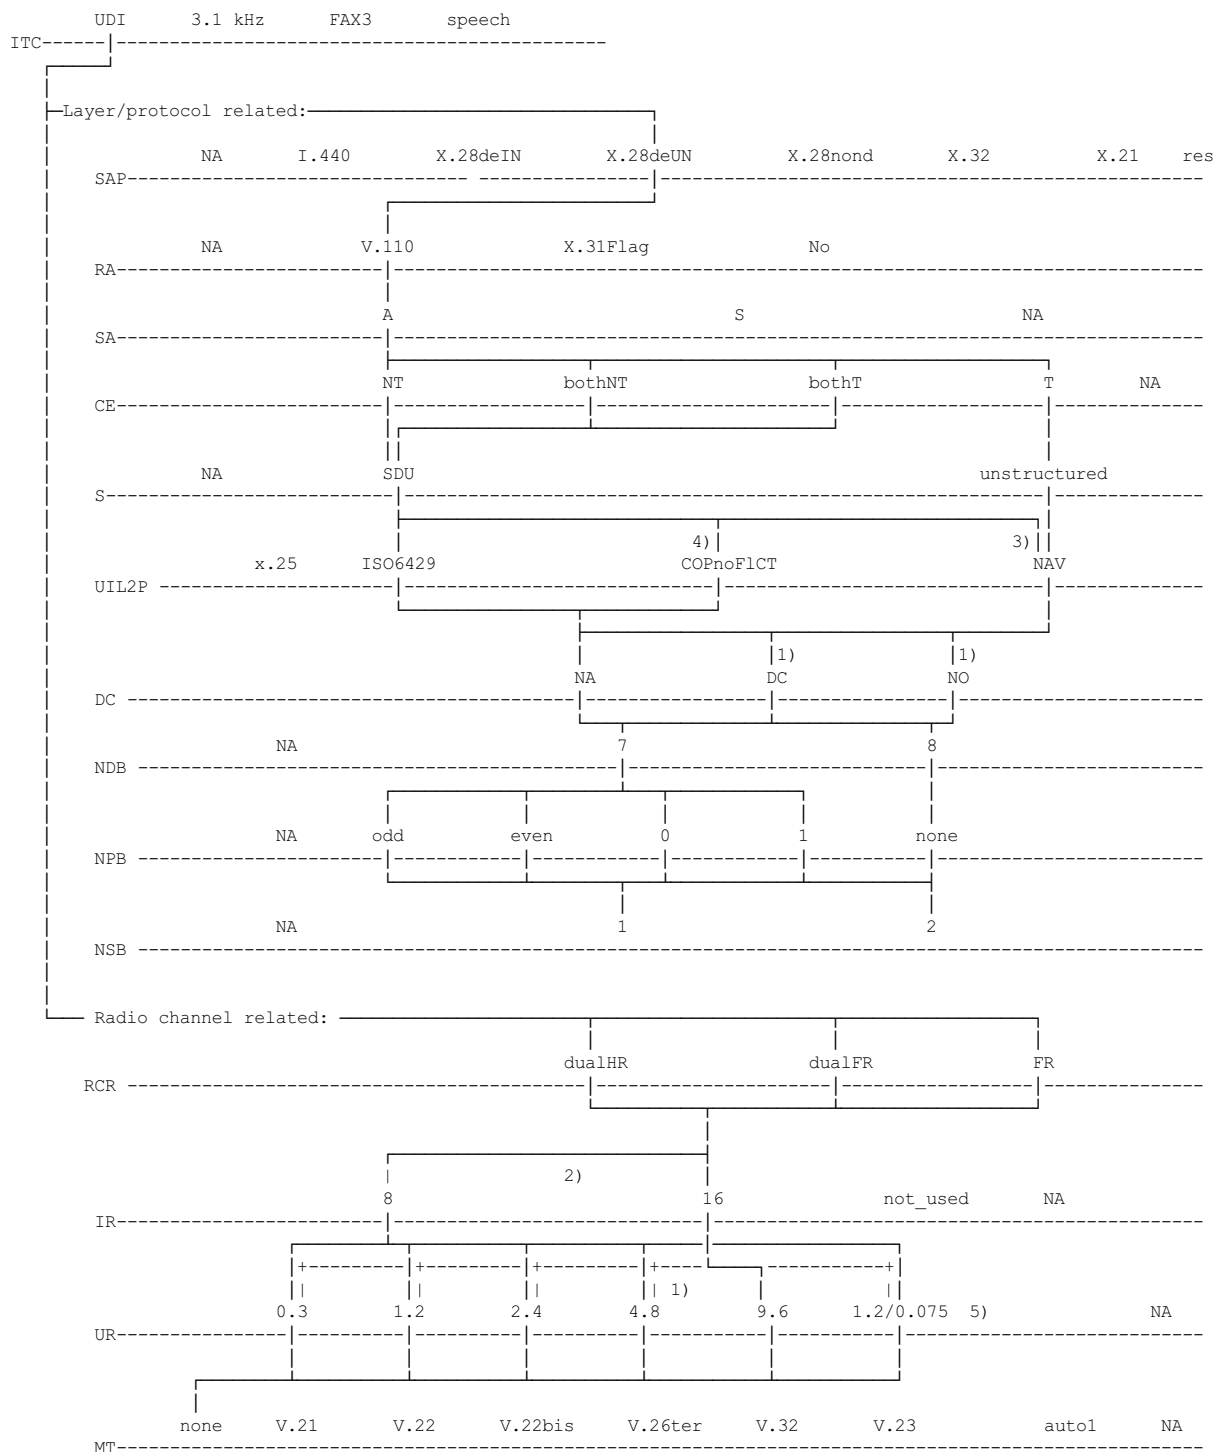 UDI 3.1 kHz FAX3 speech
ITC
Layer/protocol related:
NA I.440 X.28deIN X.28deUN X.28nond X.32 X.21 res
SAP
NA V.110 X.31Flag No
RA
A S NA
SA
NT bothNT bothT T NA
CE
NA SDU unstructured
S
4) 3)
x.25 ISO6429 COPnoFlCT NAV
UIL2P
1) 1)
NA DC NO
DC
NA 7 8
NDB
NA odd even 0 1 none
NPB
NA 1 2
NSB
Radio channel related:
dualHR dualFR FR
RCR
2)
8 16 not_used NA
IR
1)
0.3 1.2 2.4 4.8 9.6 1.2/0.075 5) NA
UR
none V.21 V.22 V.22bis V.26ter V.32 V.23 auto1 NA
MT